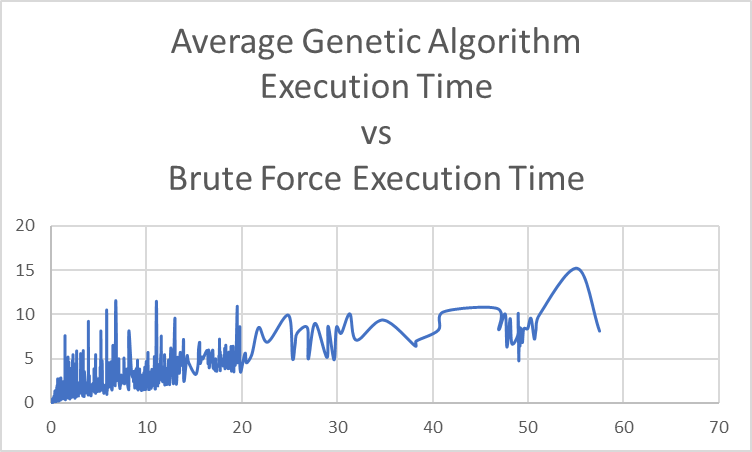 Average Genetic Algorithm
Execution Time
vs
Brute Force Execution Time
20
15
10
5
0
0 10 20 30 40 50 60 70